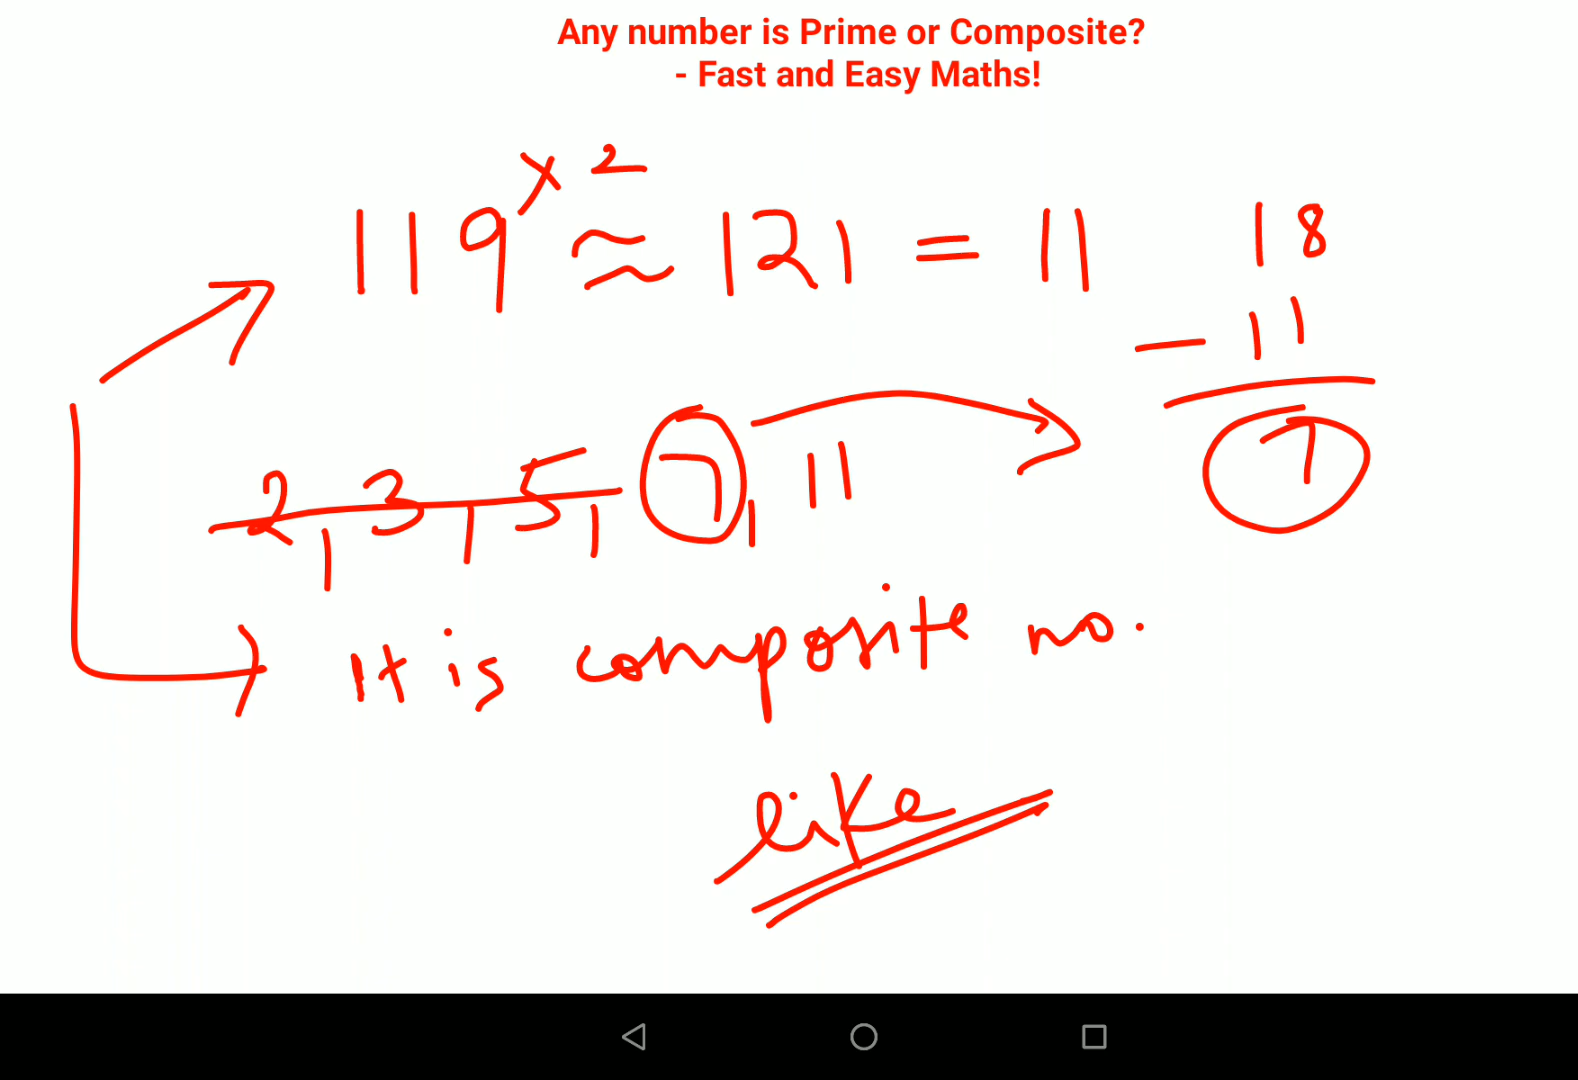 Any number is Prime or Composite?
- Fast and Easy Maths!
119 x 2 ≈ 121 = 11
18
- 11
7
2, 3, 5, 7, 11
It is composite no.
like